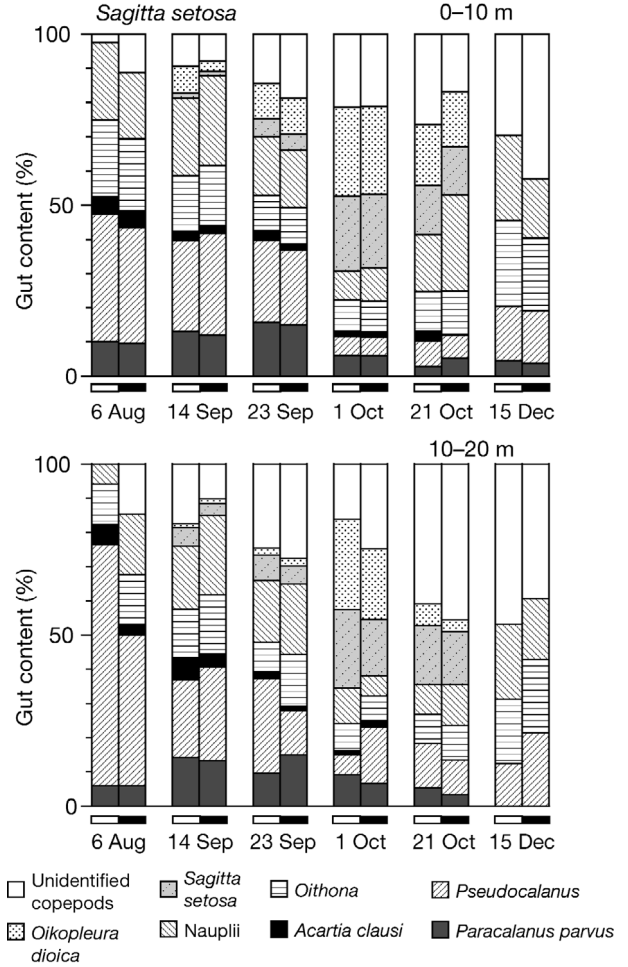 Sagitta setosa 0–10 m
100
50
0
Gut content (%)
6 Aug 14 Sep 23 Sep 1 Oct 21 Oct 15 Dec
10–20 m
100
50
0
Gut content (%)
6 Aug 14 Sep 23 Sep 1 Oct 21 Oct 15 Dec
Unidentified
copepods
Sagitta
setosa
Oithona
Pseudocalanus
Oikopleura
dioica
Nauplii
Acartia clausi
Paracalanus parvus